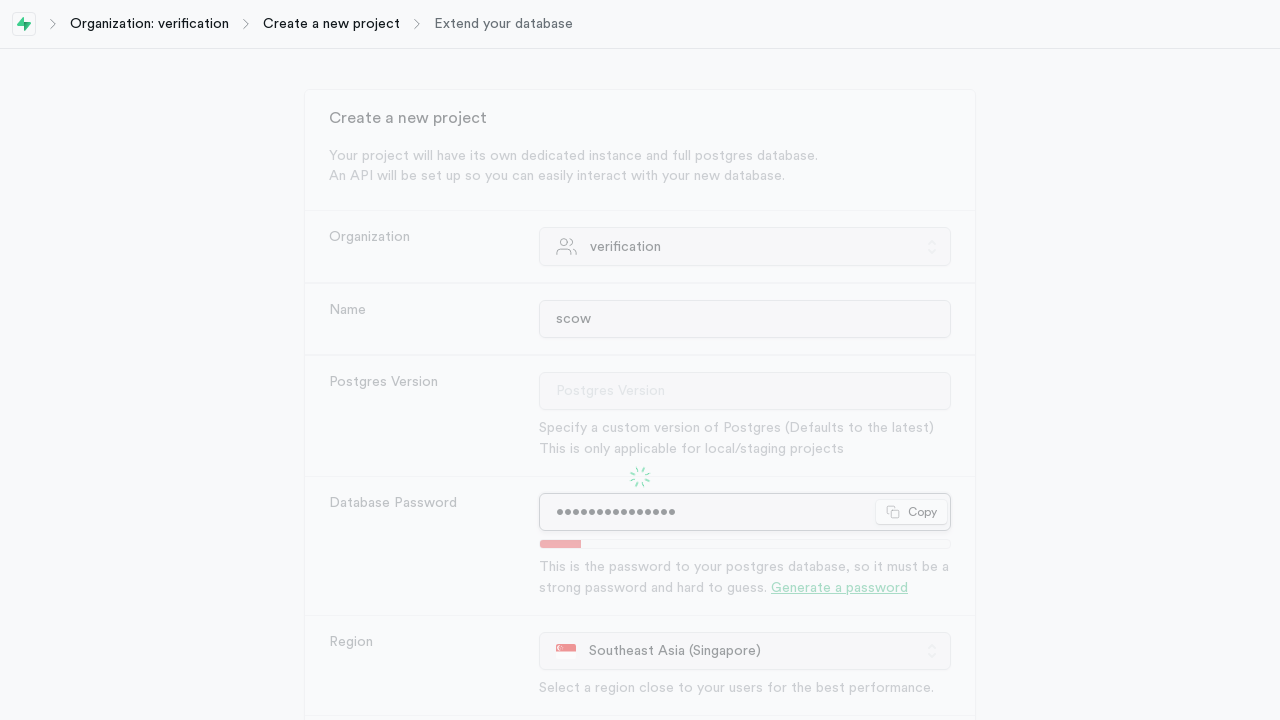 Organization: verification
Create a new project
Extend your database
Create a new project
Your project will have its own dedicated instance and full postgres database.
An API will be set up so you can easily interact with your new database.
Organization
verification
Name
scow
Postgres Version
Postgres Version
Specify a custom version of Postgres (Defaults to the latest)
This is only applicable for local/staging projects
Database Password
•••••••••••••••
Copy
This is the password to your postgres database, so it must be a
strong password and hard to guess. Generate a password
Region
Southeast Asia (Singapore)
Select a region close to your users for the best performance.